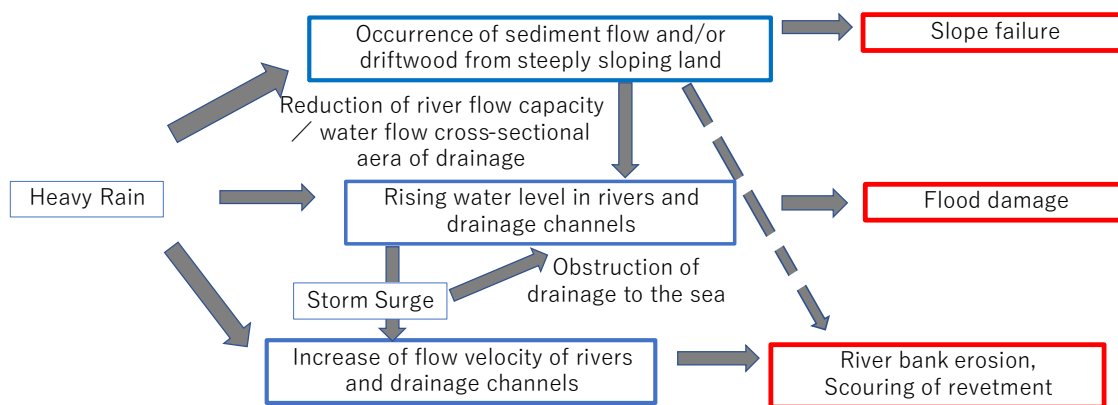 Occurrence of sediment flow and/or
driftwood from steeply sloping land
Slope failure
Reduction of river flow capacity
／ water flow cross-sectional
aera of drainage
Heavy Rain
Rising water level in rivers and
drainage channels
Flood damage
Obstruction of
drainage to the sea
Storm Surge
Increase of flow velocity of rivers
and drainage channels
River bank erosion,
Scouring of revetment